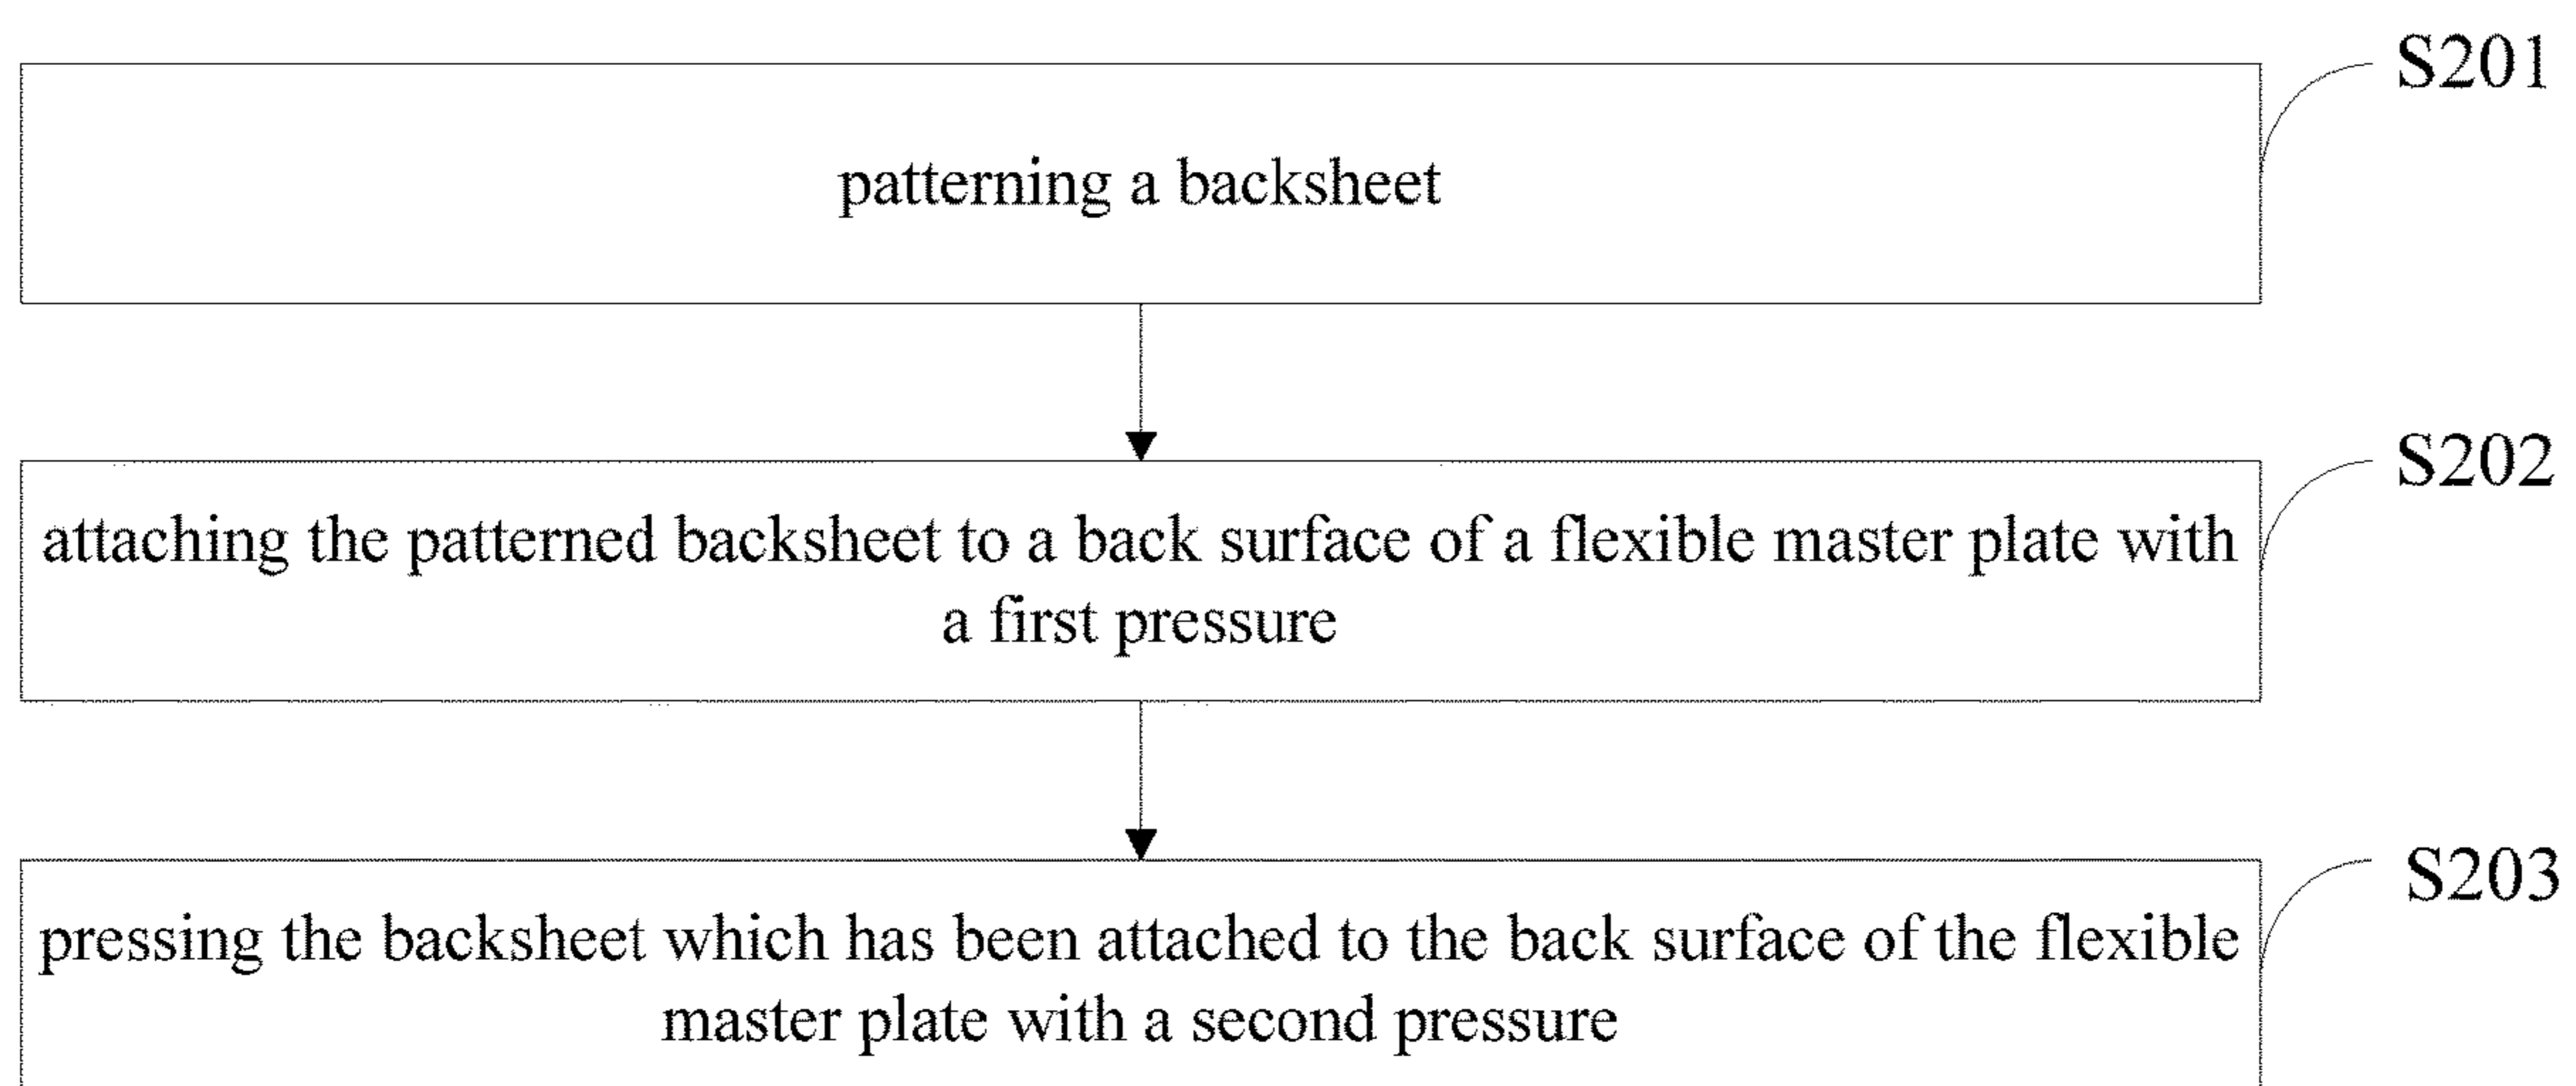 S201
patterning a backsheet
S202
attaching the patterned backsheet to a back surface of a flexible master plate with
a first pressure
S203
pressing the backsheet which has been attached to the back surface of the flexible
master plate with a second pressure